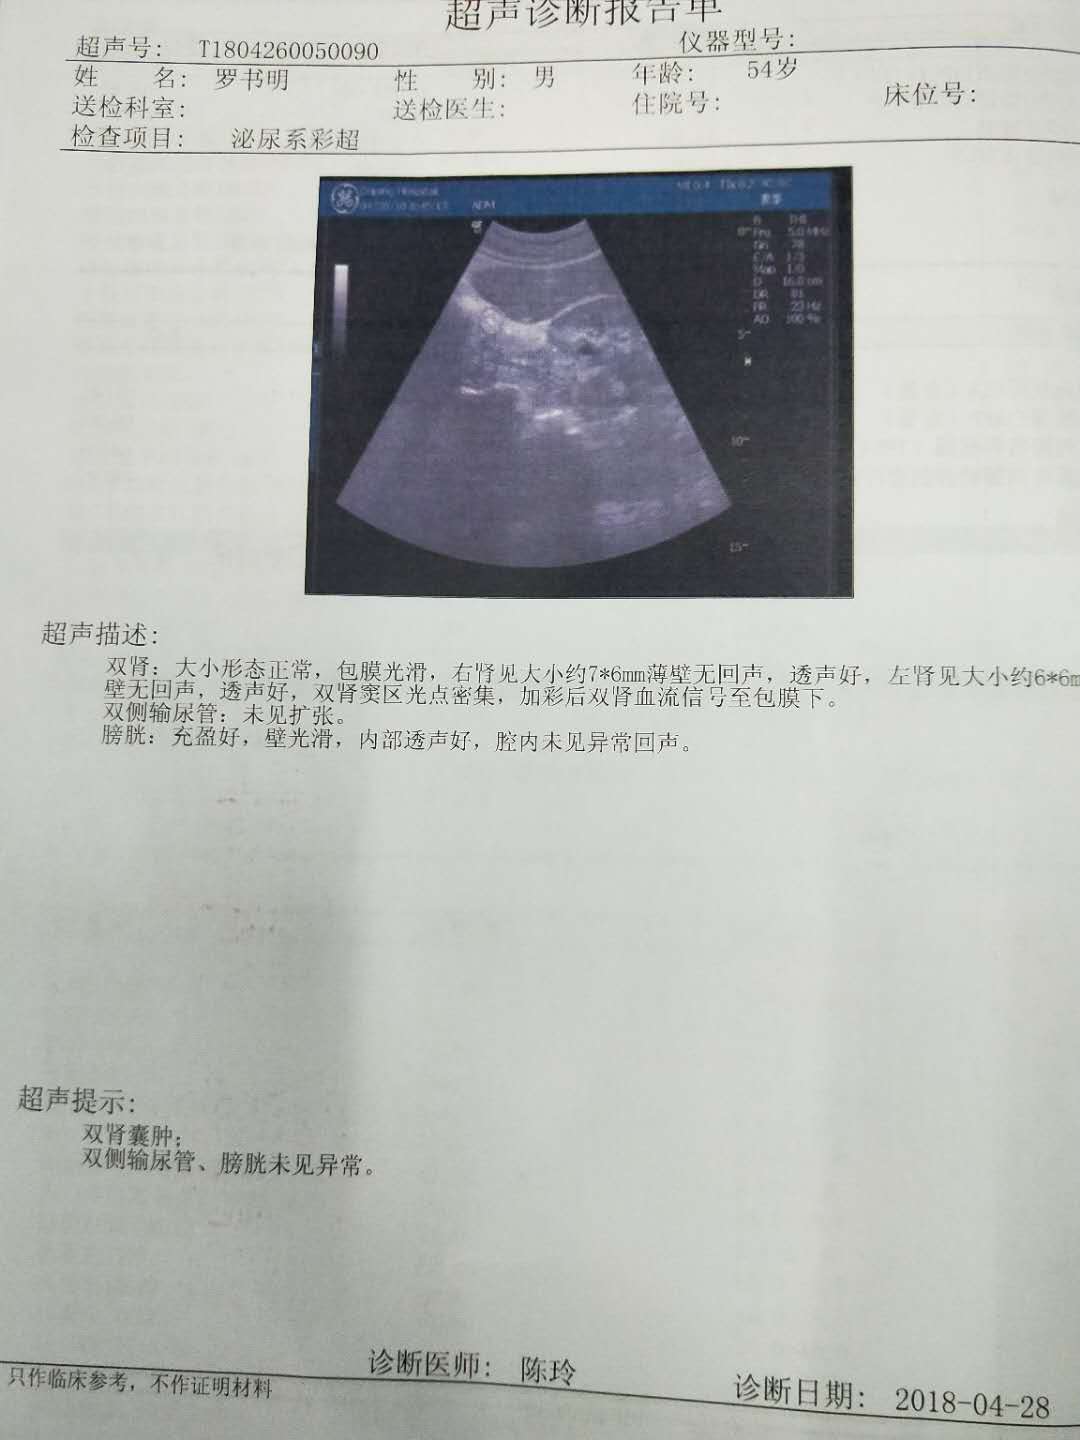 超声诊断报告单
超声号: T1804260050090 仪器型号:
姓 名: 罗书明 性 别: 男 年龄: 54岁
送检科室: 送检医生: 住院号: 床位号:
检查项目: 泌尿系彩超
超声描述:
双肾: 大小形态正常, 包膜光滑, 右肾见大小约7*6mm薄壁无回声, 透声好, 左肾见大小约6*6m
壁无回声, 透声好, 双肾窦区光点密集, 加彩后双肾血流信号至包膜下。
双侧输尿管: 未见扩张。
膀胱: 充盈好, 壁光滑, 内部透声好, 腔内未见异常回声。
超声提示:
双肾囊肿;
双侧输尿管、膀胱未见异常。
诊断医师: 陈玲
只作临床参考, 不作证明材料
诊断日期: 2018-04-28